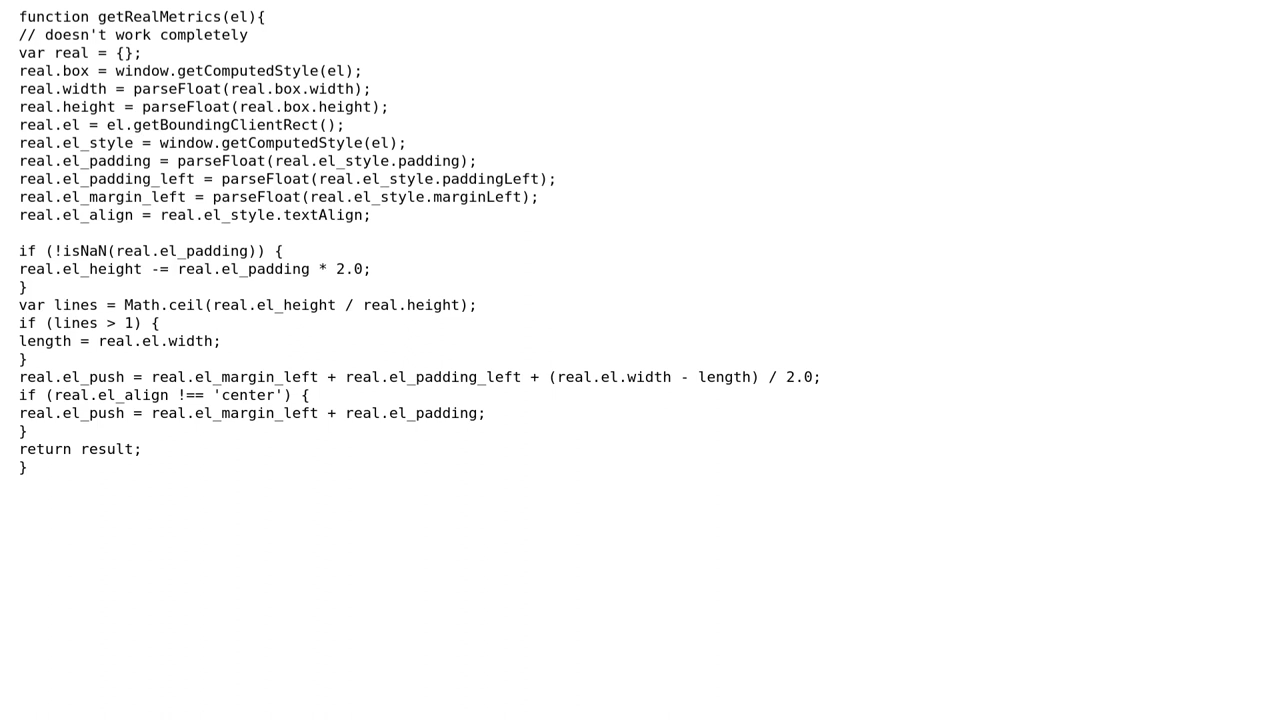 function getRealMetrics(el){
// doesn't work completely
var real = {};
real.box = window.getComputedStyle(el);
real.width = parseFloat(real.box.width);
real.height = parseFloat(real.box.height);
real.el = el.getBoundingClientRect();
real.el_style = window.getComputedStyle(el);
real.el_padding = parseFloat(real.el_style.padding);
real.el_padding_left = parseFloat(real.el_style.paddingLeft);
real.el_margin_left = parseFloat(real.el_style.marginLeft);
real.el_align = real.el_style.textAlign;

if (!isNaN(real.el_padding)) {
real.el_height -= real.el_padding * 2.0;
}
var lines = Math.ceil(real.el_height / real.height);
if (lines > 1) {
length = real.el.width;
}
real.el_push = real.el_margin_left + real.el_padding_left + (real.el.width - length) / 2.0;
if (real.el_align !== 'center') {
real.el_push = real.el_margin_left + real.el_padding;
}
return result;
}